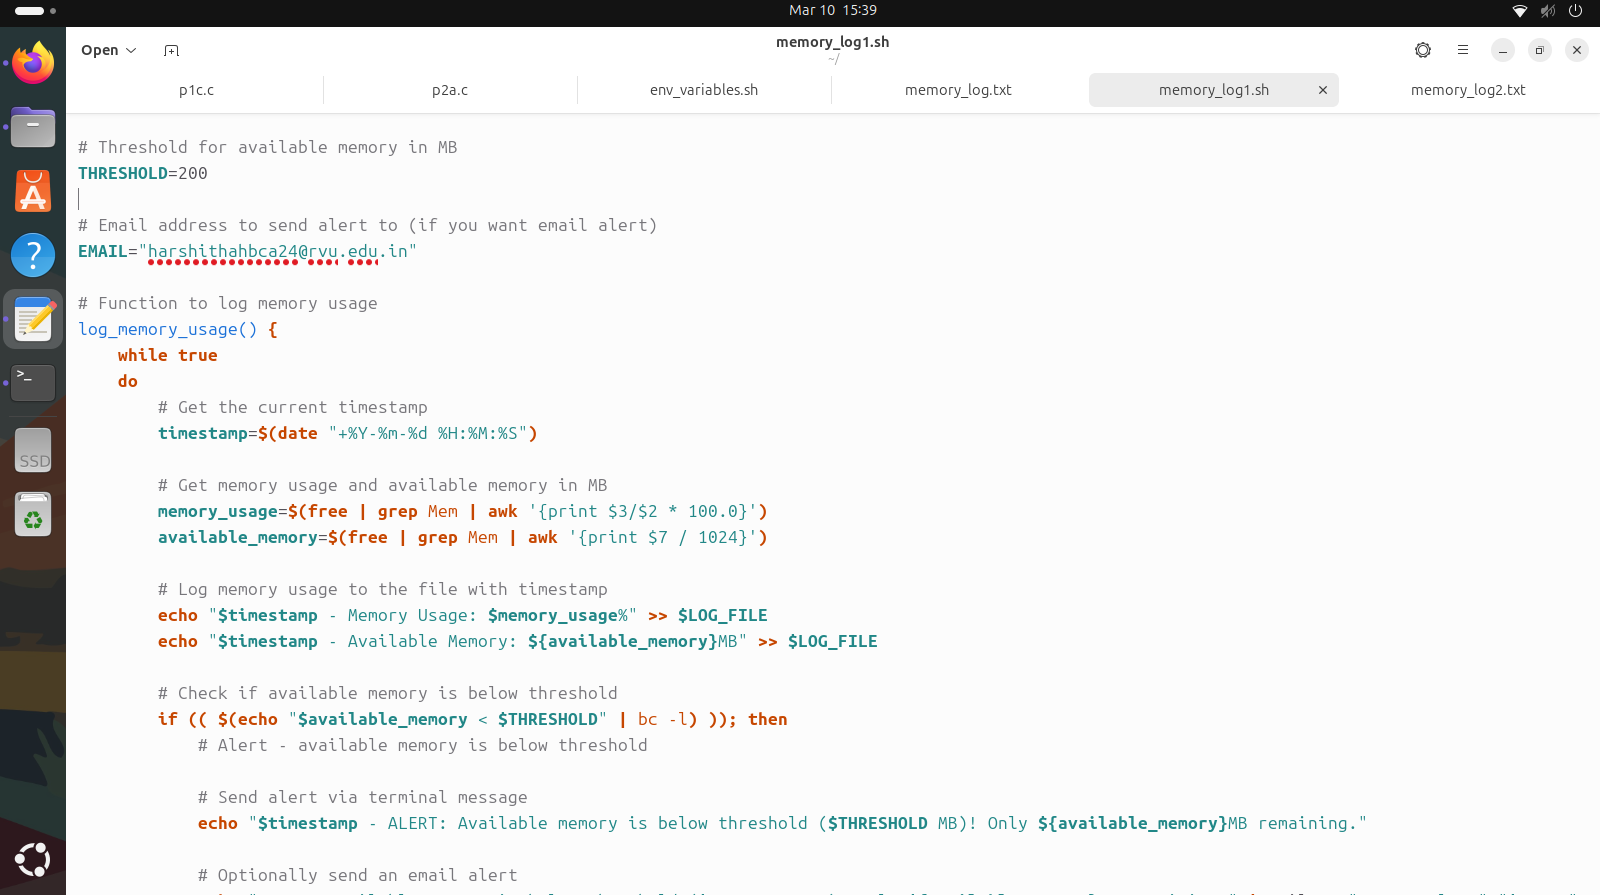 Mar 10 15:39
Open
memory_log1.sh
~/
p1c.c
p2a.c
env_variables.sh
memory_log.txt
memory_log1.sh
memory_log2.txt
# Threshold for available memory in MB
THRESHOLD=200
# Email address to send alert to (if you want email alert)
EMAIL="harshithahbca24@rvu.edu.in"
# Function to log memory usage
log_memory_usage() {
while true
do
# Get the current timestamp
timestamp=$(date "+%Y-%m-%d %H:%M:%S")
# Get memory usage and available memory in MB
memory_usage=$(free | grep Mem | awk '{print $3/$2 * 100.0}')
available_memory=$(free | grep Mem | awk '{print $7 / 1024}')
# Log memory usage to the file with timestamp
echo "$timestamp - Memory Usage: $memory_usage%" >> $LOG_FILE
echo "$timestamp - Available Memory: ${available_memory}MB" >> $LOG_FILE
# Check if available memory is below threshold
if (( $(echo "$available_memory < $THRESHOLD" | bc -l) )); then
# Alert - available memory is below threshold
# Send alert via terminal message
echo "$timestamp - ALERT: Available memory is below threshold ($THRESHOLD MB)! Only ${available_memory}MB remaining."
# Optionally send an email alert
SSD